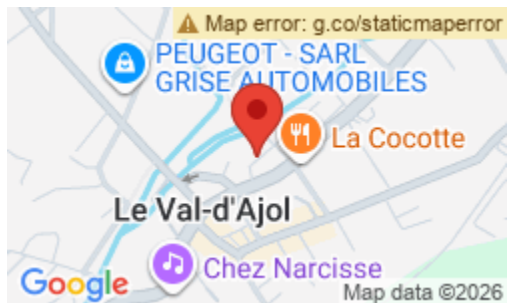 Map error: g.co/staticmaperror
PEUGEOT - SARL
GRISE AUTOMOBILES
La Cocotte
Le Val-d'Ajol
Chez Narcisse
Google
Map data ©2026